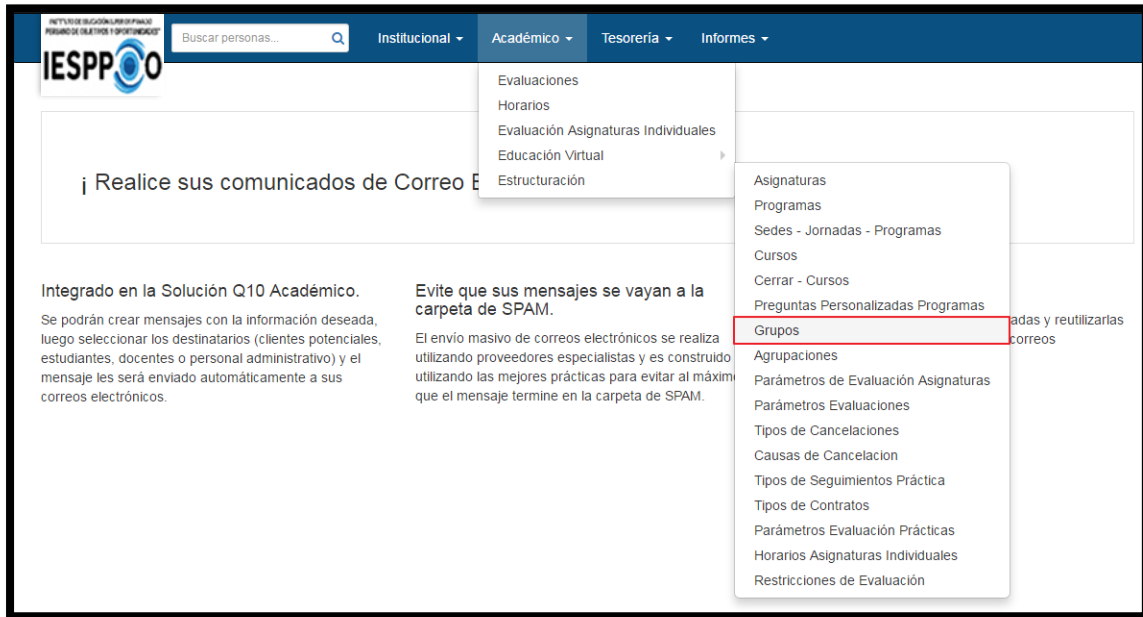 INSTITUTO DE EDUCACIÓN SUPERIOR PRIVADO
PERUANO DE OBJETIVOS Y OPORTUNIDADES"
IESPPOO
Buscar personas...
Institucional
Académico
Tesorería
Informes
Evaluaciones
Horarios
Evaluación Asignaturas Individuales
Educación Virtual
Estructuración
¡ Realice sus comunicados de Correo E
Asignaturas
Programas
Sedes - Jornadas - Programas
Cursos
Cerrar - Cursos
Preguntas Personalizadas Programas
Grupos
Agrupaciones
Parámetros de Evaluación Asignaturas
Parámetros Evaluaciones
Tipos de Cancelaciones
Causas de Cancelacion
Tipos de Seguimientos Práctica
Tipos de Contratos
Parámetros Evaluación Prácticas
Horarios Asignaturas Individuales
Restricciones de Evaluación
Integrado en la Solución Q10 Académico.
Se podrán crear mensajes con la información deseada,
luego seleccionar los destinatarios (clientes potenciales,
estudiantes, docentes o personal administrativo) y el
mensaje les será enviado automáticamente a sus
correos electrónicos.
Evite que sus mensajes se vayan a la
carpeta de SPAM.
El envío masivo de correos electrónicos se realiza
utilizando proveedores especialistas y es construido
utilizando las mejores prácticas para evitar al máximo
que el mensaje termine en la carpeta de SPAM.
adas y reutilizarlas
correos